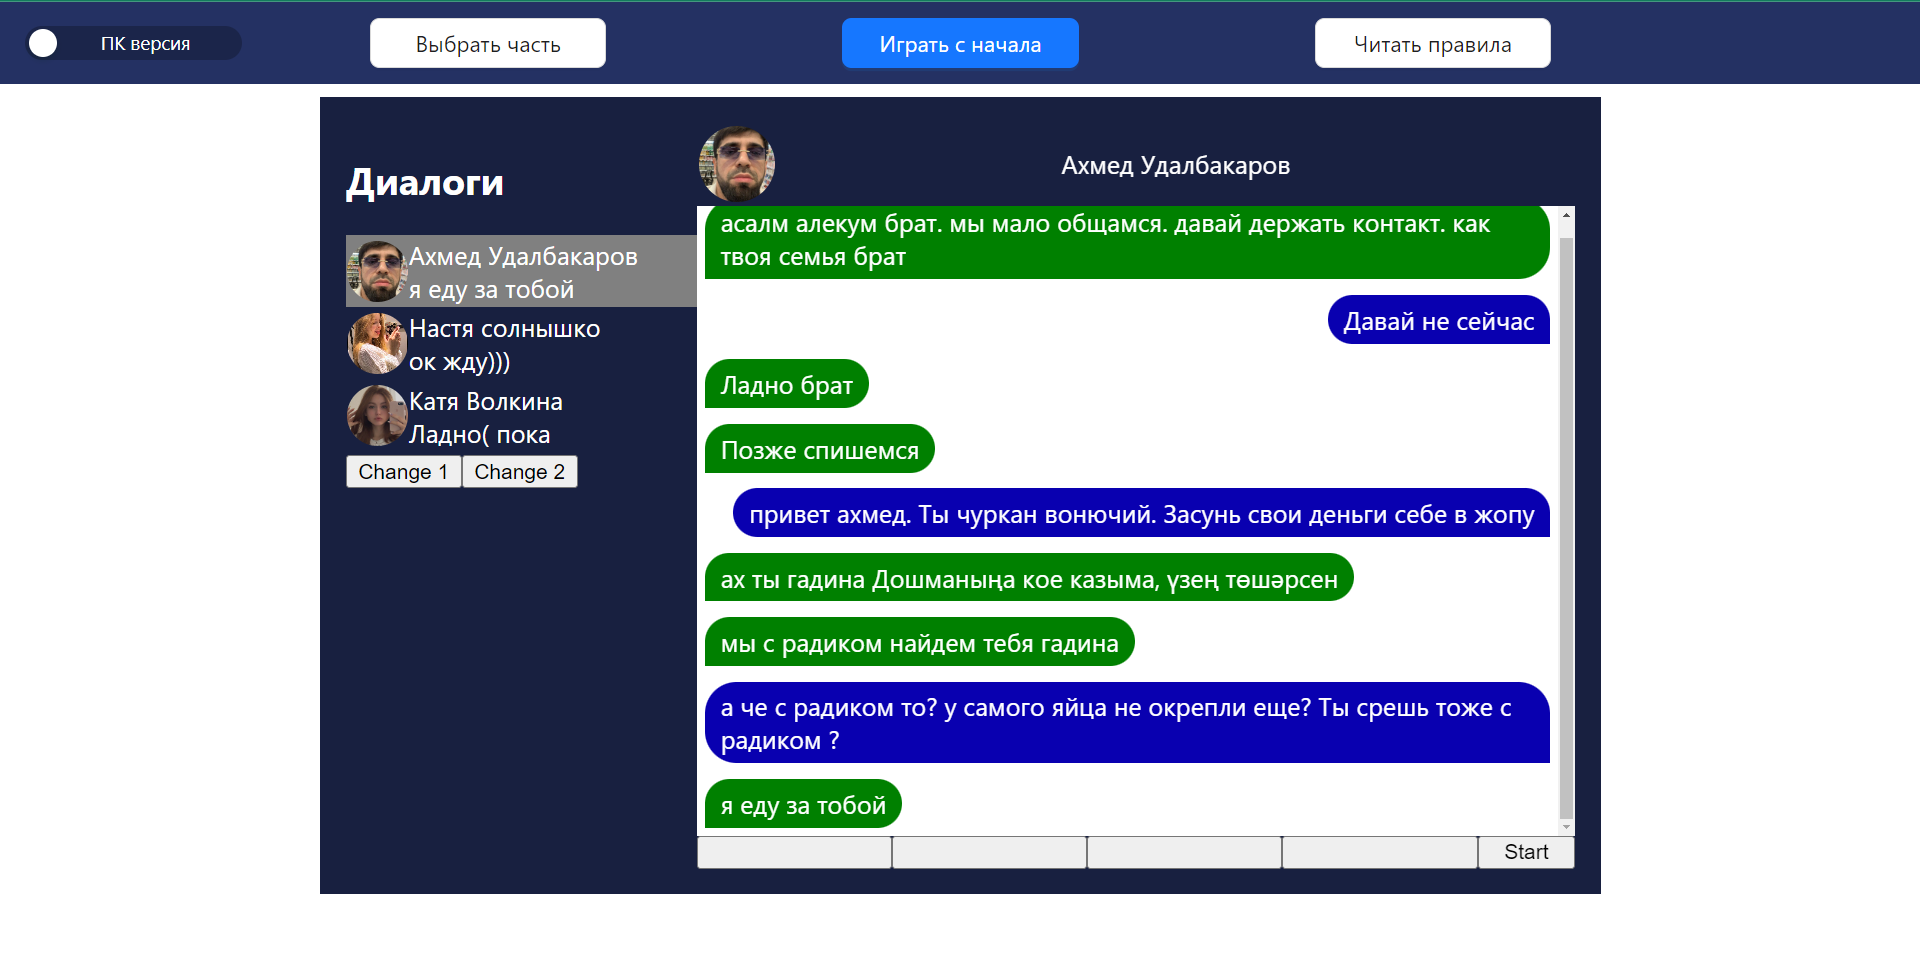 ПК версия
Выбрать часть
Играть с начала
Читать правила
Диалоги
Ахмед Удалбакаров
я еду за тобой
Настя солнышко
ок жду)))
Катя Волкина
Ладно( пока
Change 1
Change 2
Ахмед Удалбакаров
асалм алекум брат. мы мало общамся. давай держать контакт. как
твоя семья брат
Давай не сейчас
Ладно брат
Позже спишемся
привет ахмед. Ты чуркан вонючий. Засунь свои деньги себе в жопу
ах ты гадина Дошманыңа кое казыма, үзең төшәрсен
мы с радиком найдем тебя гадина
а че с радиком то? у самого яйца не окрепли еще? Ты срешь тоже с
радиком ?
я еду за тобой
Start